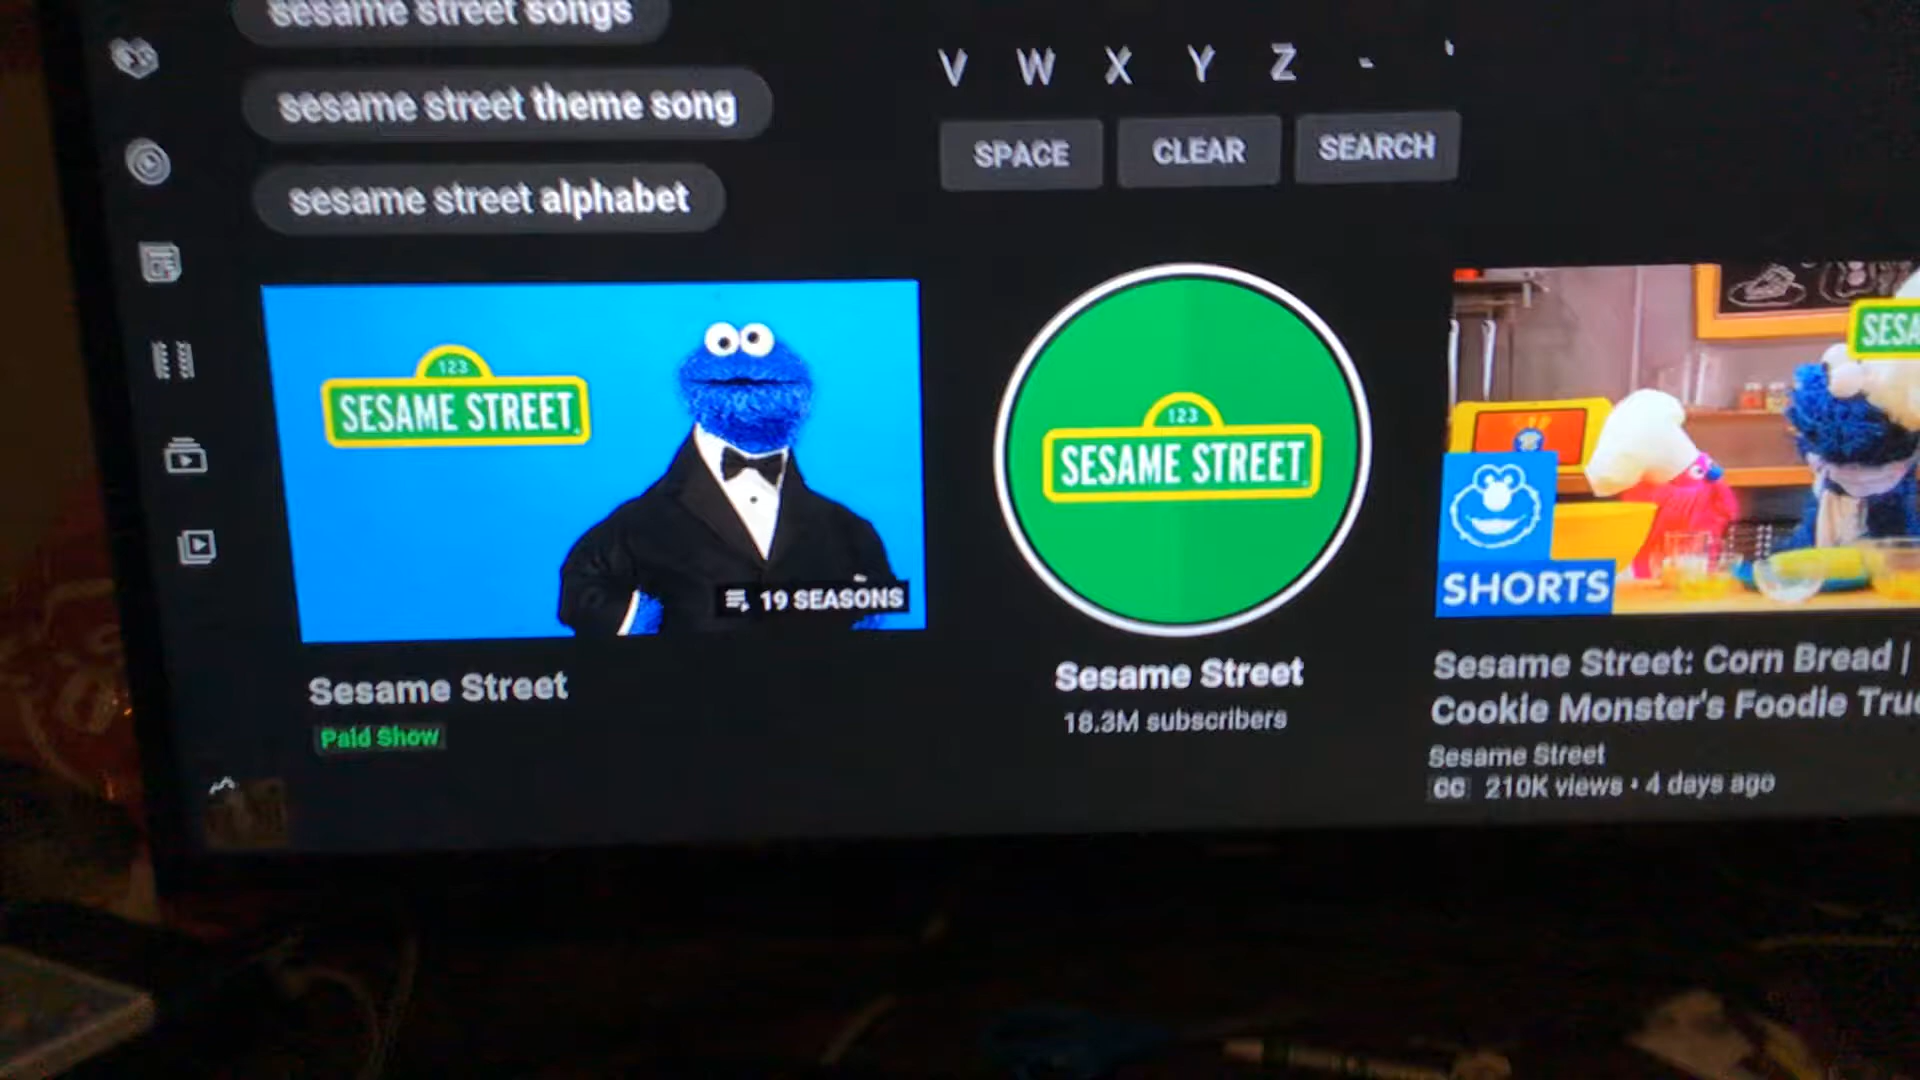 sesame street songs
sesame street theme song
sesame street alphabet
V W X Y Z - '
SPACE CLEAR SEARCH
123
SESAME STREET
19 SEASONS
Sesame Street
Paid Show
123
SESAME STREET
Sesame Street
18.3M subscribers
SESA
SHORTS
Sesame Street: Corn Bread |
Cookie Monster's Foodie Truc
Sesame Street
CC 210K views • 4 days ago